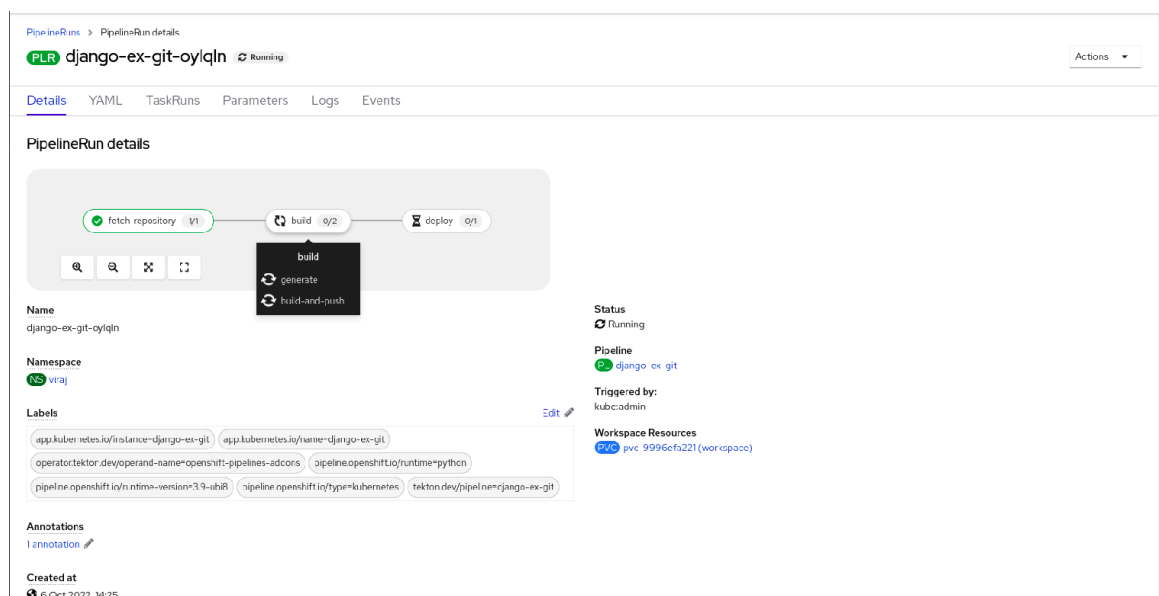 PipelineRuns > PipelineRun details
PLR django-ex-git-oylqln Running
Actions
Details YAML TaskRuns Parameters Logs Events
PipelineRun details
fetch-repository 1/1 build 0/2 deploy 0/1
build
generate
build-and-push
Name
django-ex-git-oylqln
Namespace
NS viraj
Labels
Edit
app.kubernetes.io/instance=django-ex-git app.kubernetes.io/name=django-ex-git
operator.tekton.dev/operand-name=openshift-pipelines-addons pipeline.openshift.io/runtime=python
pipeline.openshift.io/runtime-version=3.9-ubi8 pipeline.openshift.io/type=kubernetes tekton.dev/pipeline=django-ex-git
Annotations
1 annotation
Created at
6 Oct 2022, 14:25
Status
Running
Pipeline
django-ex-git
Triggered by:
kube:admin
Workspace Resources
PVC pvc-9996efa221 (workspace)